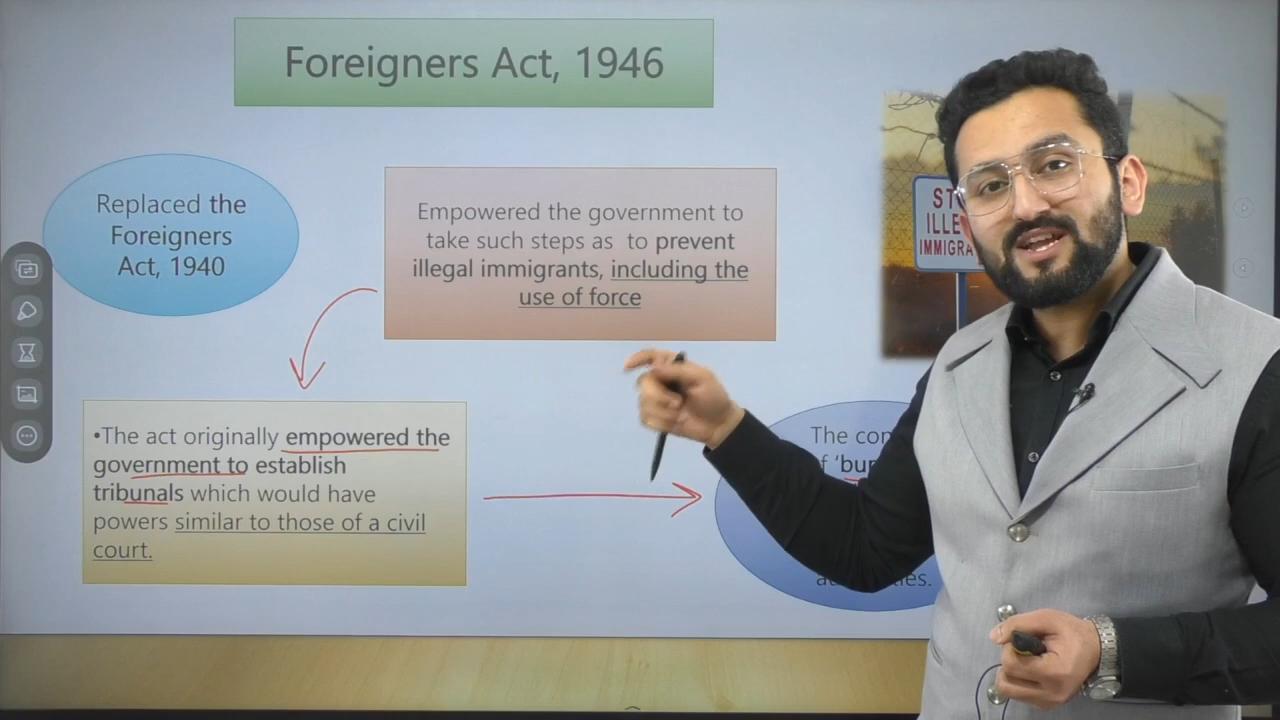 Foreigners Act, 1946
Replaced the
Foreigners
Act, 1940
Empowered the government to
take such steps as to prevent
illegal immigrants, including the
use of force
•The act originally empowered the
government to establish
tribunals which would have
powers similar to those of a civil
court.
The
of